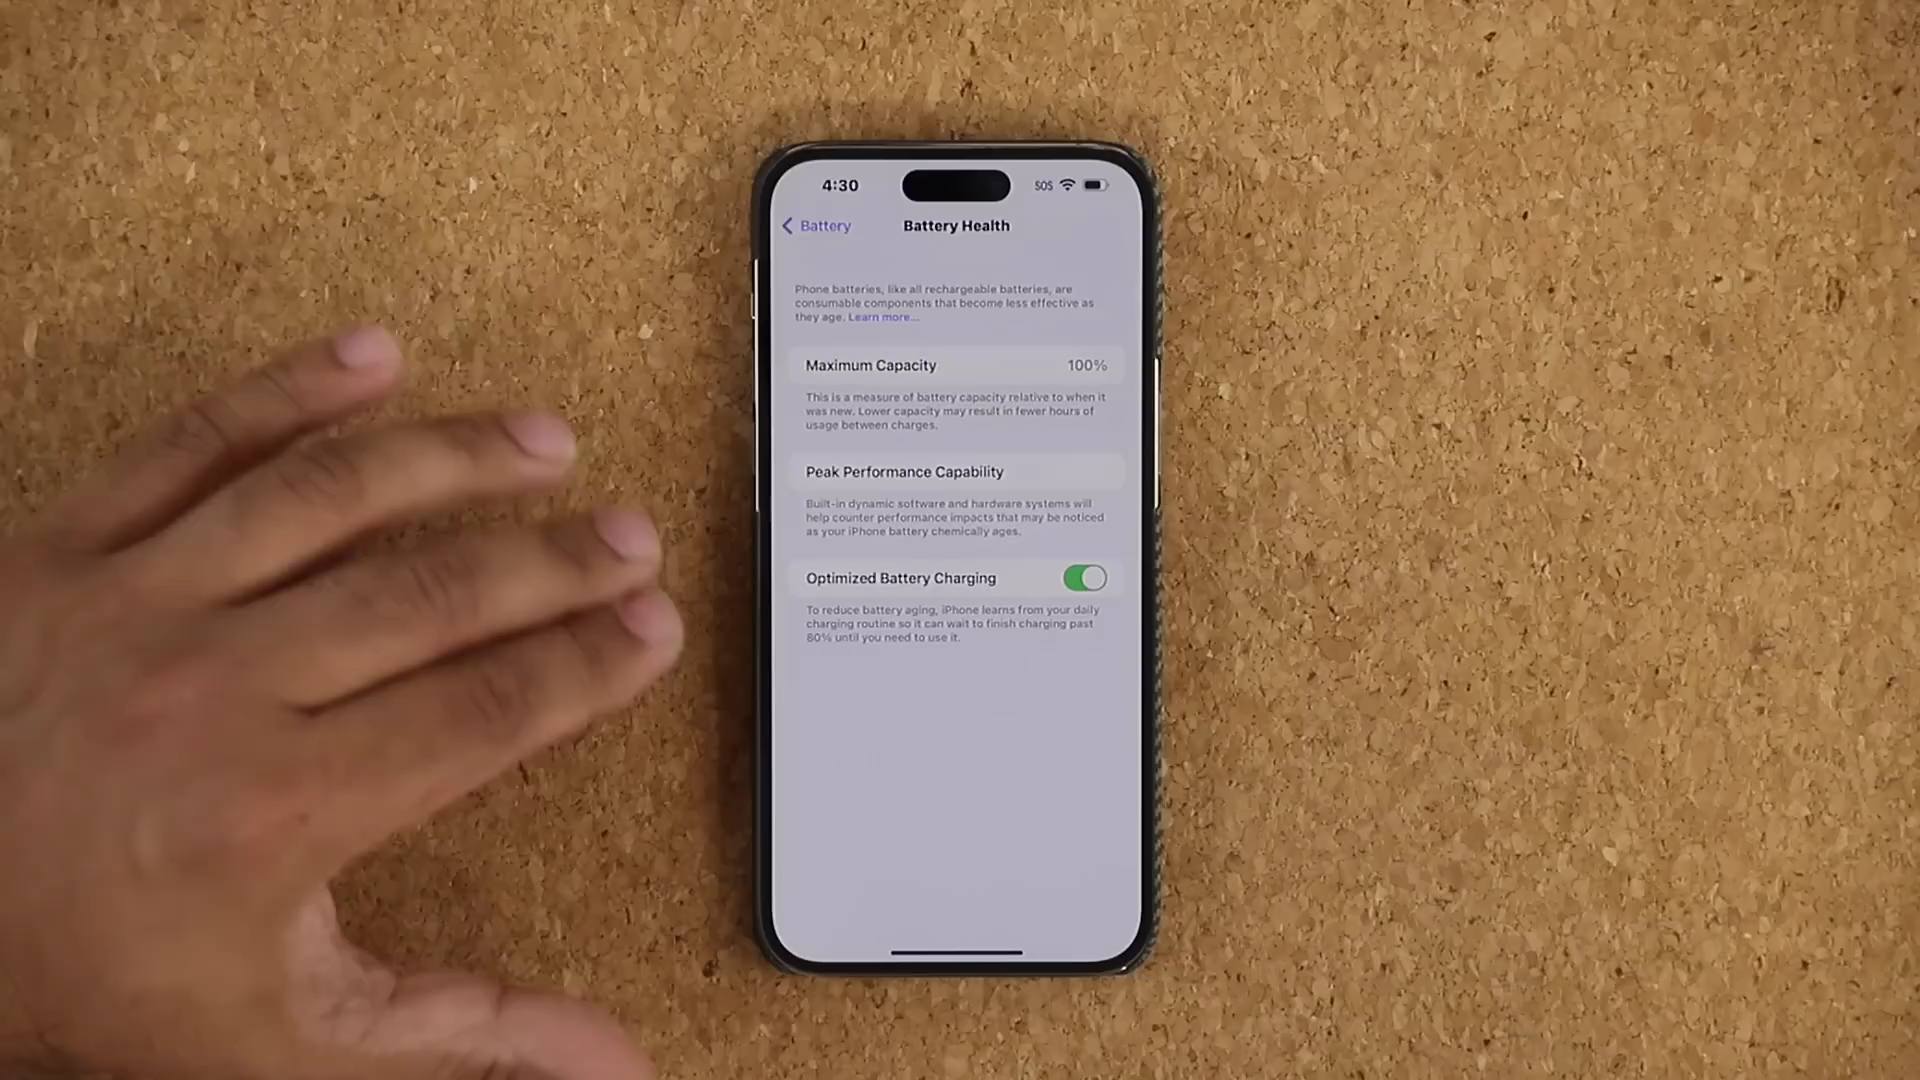 4:30
SOS
Battery
Battery Health
Phone batteries, like all rechargeable batteries, are
consumable components that become less effective as
they age. Learn more...
Maximum Capacity 100%
This is a measure of battery capacity relative to when it
was new. Lower capacity may result in fewer hours of
usage between charges.
Peak Performance Capability
Built-in dynamic software and hardware systems will
help counter performance impacts that may be noticed
as your iPhone battery chemically ages.
Optimized Battery Charging
To reduce battery aging, iPhone learns from your daily
charging routine so it can wait to finish charging past
80% until you need to use it.